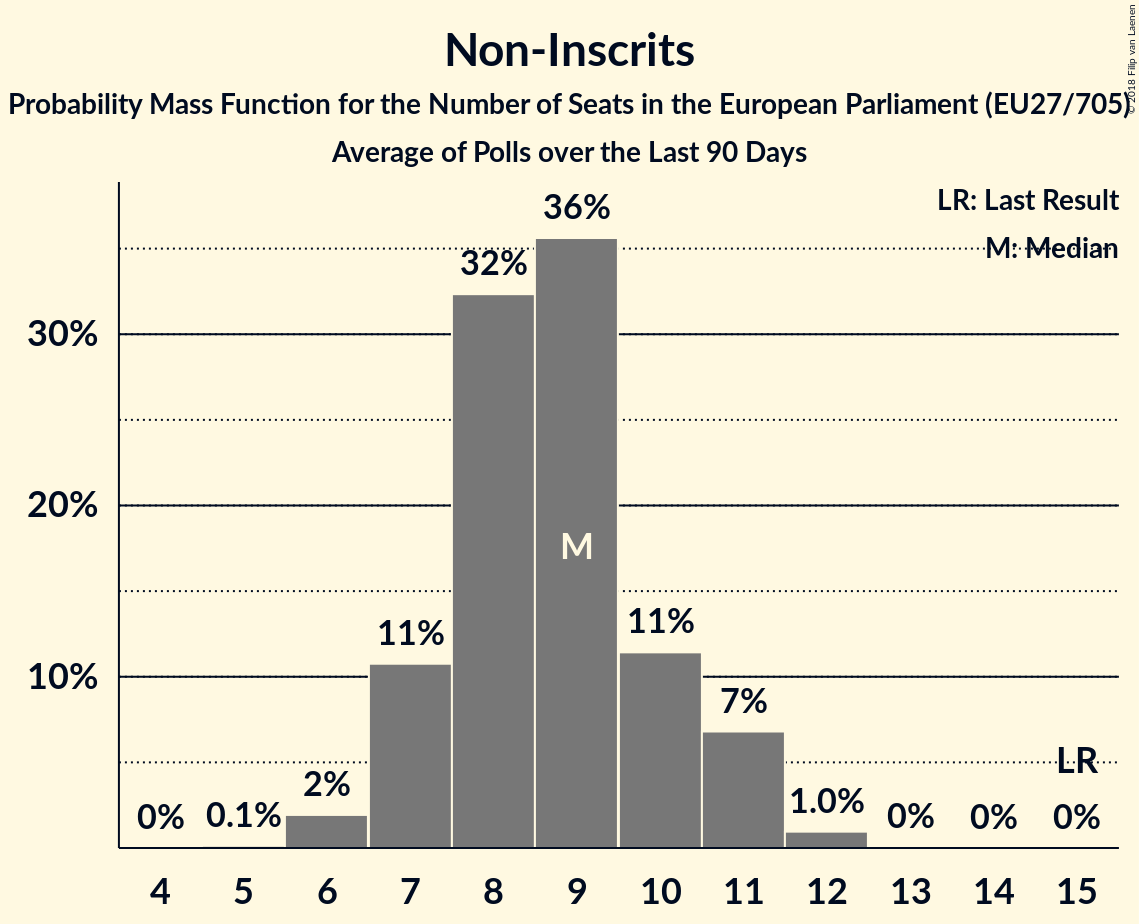 Non-Inscrits
Probability Mass Function for the Number of Seats in the European Parliament (EU27/705)
Average of Polls over the Last 90 Days
© 2018 Filip van Laenen
LR: Last Result
M: Median
36%
32%
30%
20%
M
11%
11%
10%
7%
LR
2%
1.0%
0%
0.1%
0%
0%
0%
4 5 6 7 8 9 10 11 12 13 14 15